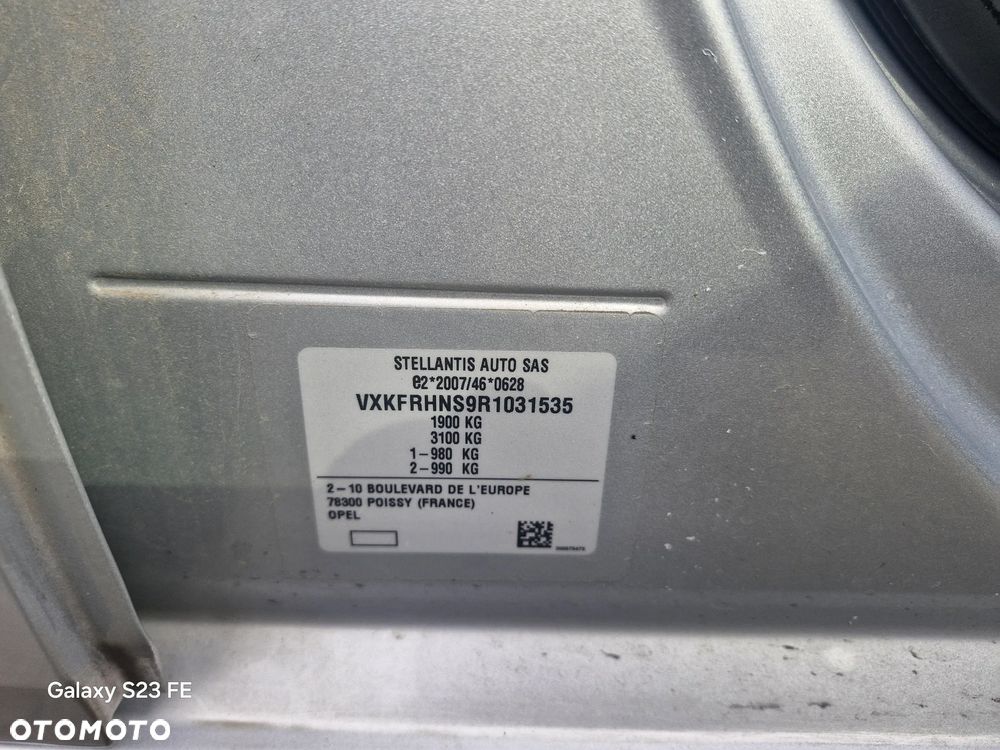 STELLANTIS AUTO SAS
e2*2007/46*0628
VXKFRHNS9R1031535
1900 KG
3100 KG
1-980 KG
2-990 KG
2-10 BOULEVARD DE L'EUROPE
78300 POISSY (FRANCE)
OPEL
Galaxy S23 FE
OTOMOTO